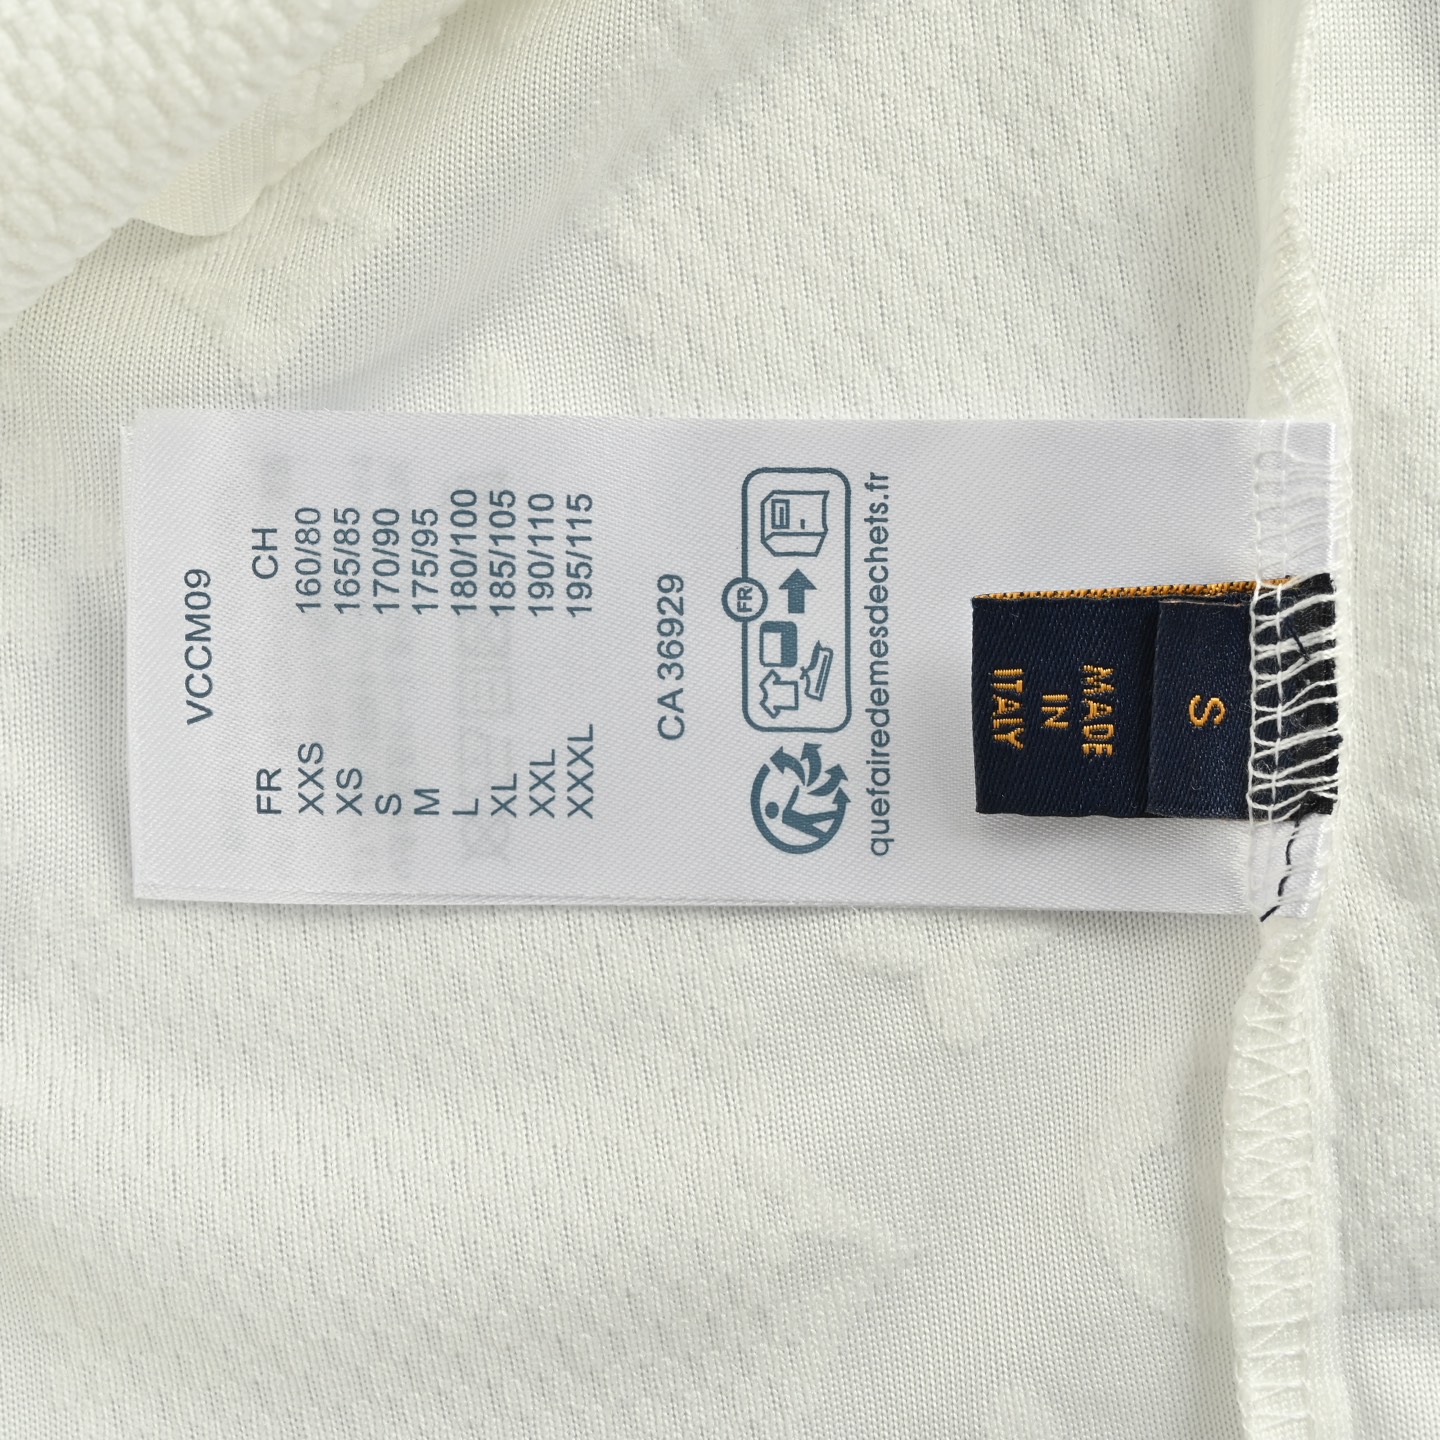 VCCM09
FR CH
XXS 160/80
XS 165/85
S 170/90
M 175/95
L 180/100
XL 185/105
XXL 190/110
XXXL 195/115
CA 36929
FR
quefairedemesdechets.fr
MADE
IN
ITALY
S